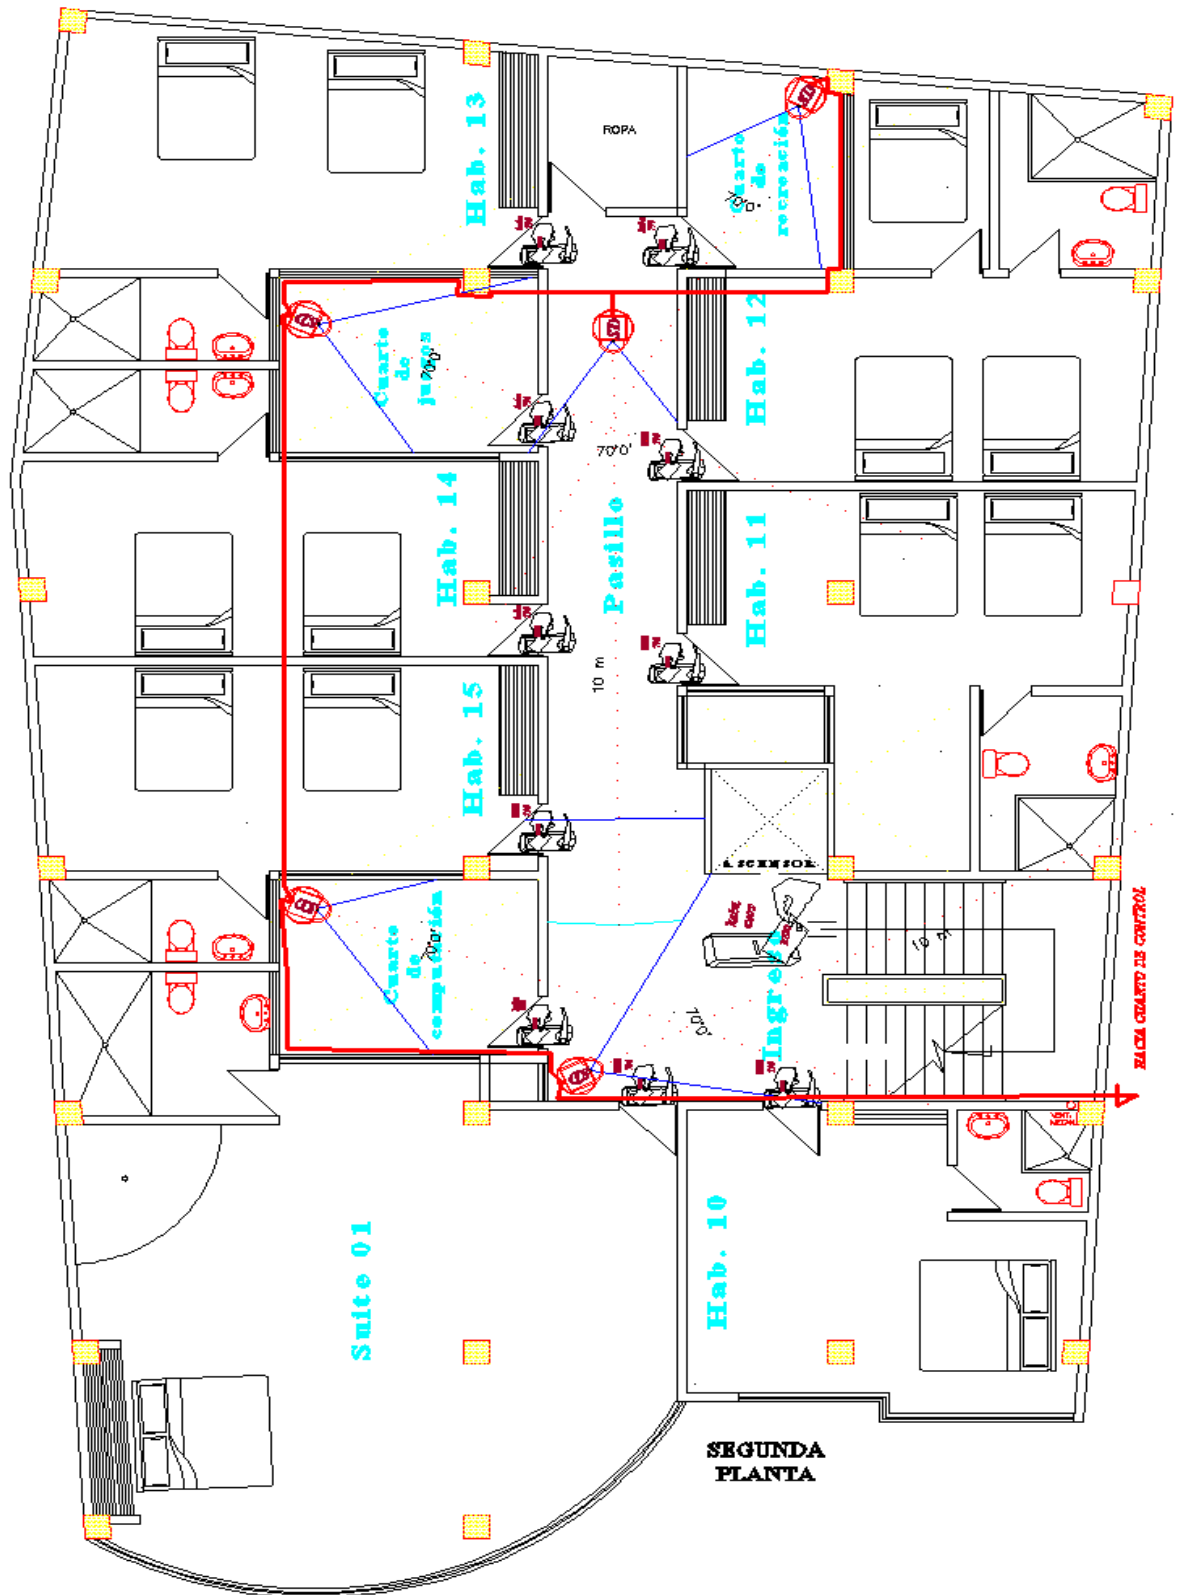 Hab. 13
ROPA
Cuarto
de
recreación
70°0'
Cuarto
de
juegos
70°0'
Hab. 12
70°0'
Hab. 14
Pasillo
Hab. 11
10 m
Hab. 15
ASCENSOR
Cuarto
de
computación
70°0'
Ingreso
10 m
70°0'
HACIA CUARTO DE CONTROL
Suite 01
Hab. 10
SEGUNDA
PLANTA